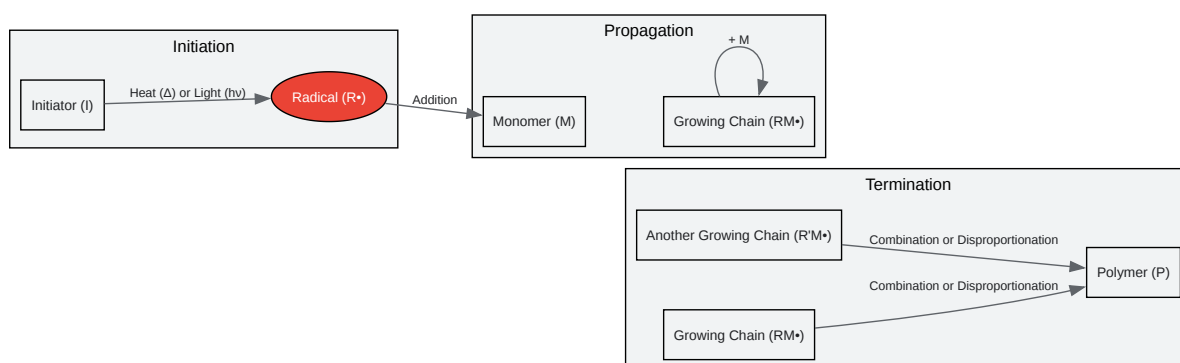 Initiation
Initiator (I)
Heat (Δ) or Light (hν)
Radical (R•)
Addition
Propagation
Monomer (M)
+ M
Growing Chain (RM•)
Termination
Another Growing Chain (R'M•)
Combination or Disproportionation
Combination or Disproportionation
Growing Chain (RM•)
Polymer (P)